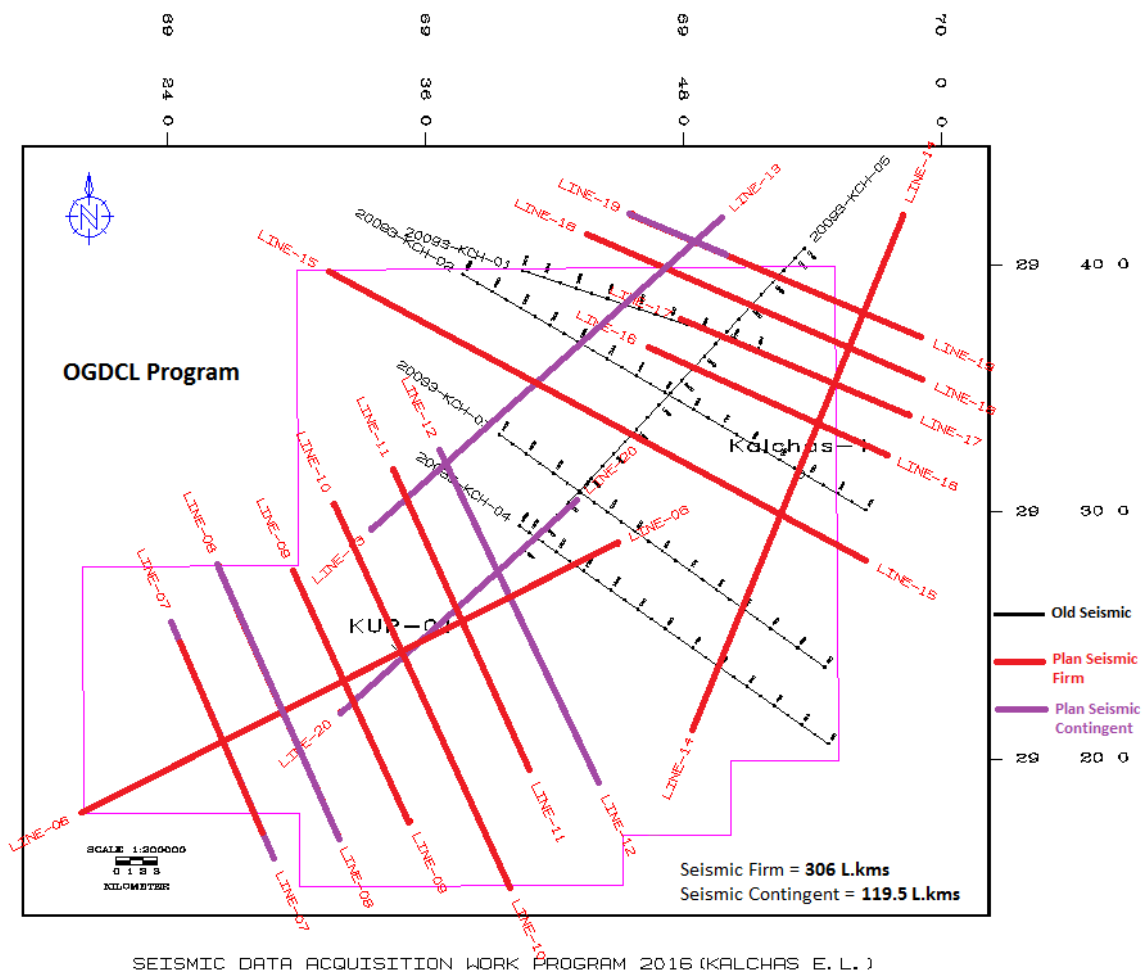 69 69 69 70
24 36 48 0
0 0 0 0
LINE-14
LINE-13
LINE-19
LINE-18
20093-KCH-05
20093-KCH-01
20093-KCH-02
LINE-15
N
29 40 0
LINE-17
LINE-16
OGDCL Program
LINE-19
LINE-18
LINE-17
LINE-16
20093-KCH-03
LINE-12
LINE-11
Kalchas-1
LINE-10
20093-KCH-04
LINE-20
LINE-06
29 30 0
LINE-09
LINE-08
LINE-13
LINE-15
LINE-07
KUP-01
Old Seismic
Plan Seismic
Firm
Plan Seismic
Contingent
LINE-20
LINE-14
29 20 0
LINE-06
LINE-11
LINE-12
LINE-09
LINE-08
LINE-07
LINE-10
SCALE 1:200000
KILOMETER
Seismic Firm = 306 L.kms
Seismic Contingent = 119.5 L.kms
SEISMIC DATA ACQUISITION WORK PROGRAM 2016(KALCHAS E.L.)